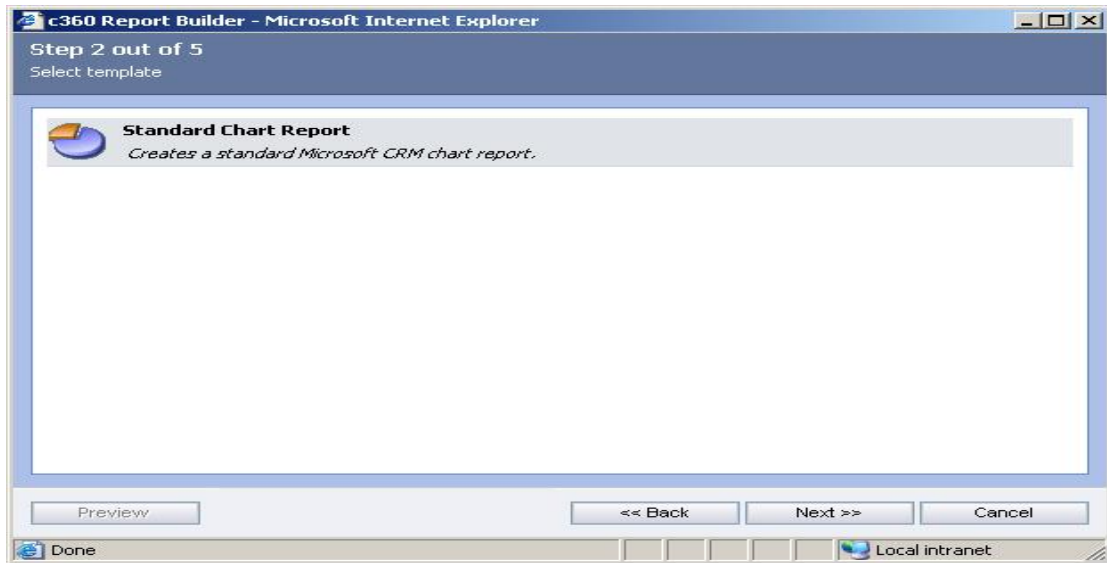 c360 Report Builder - Microsoft Internet Explorer
Step 2 out of 5
Select template
Standard Chart Report
Creates a standard Microsoft CRM chart report.
Preview
<< Back
Next >>
Cancel
Done
Local intranet